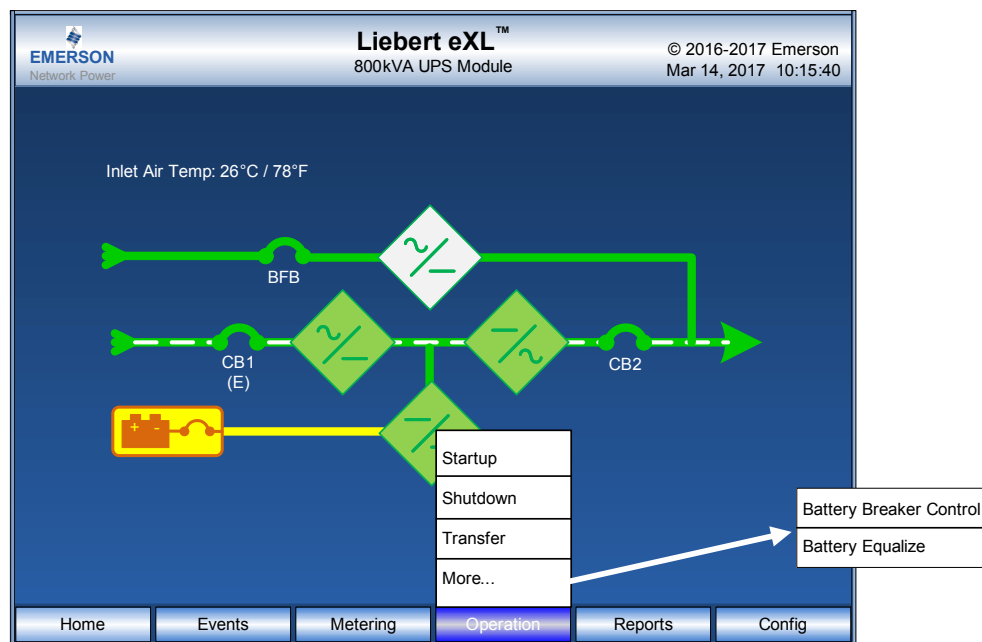 EMERSON
Network Power
Liebert eXL™
800kVA UPS Module
© 2016-2017 Emerson
Mar 14, 2017 10:15:40
Inlet Air Temp: 26°C / 78°F
BFB
CB1
(E)
CB2
+ -
Startup
Shutdown
Transfer
More...
Battery Breaker Control
Battery Equalize
Home
Events
Metering
Operation
Reports
Config